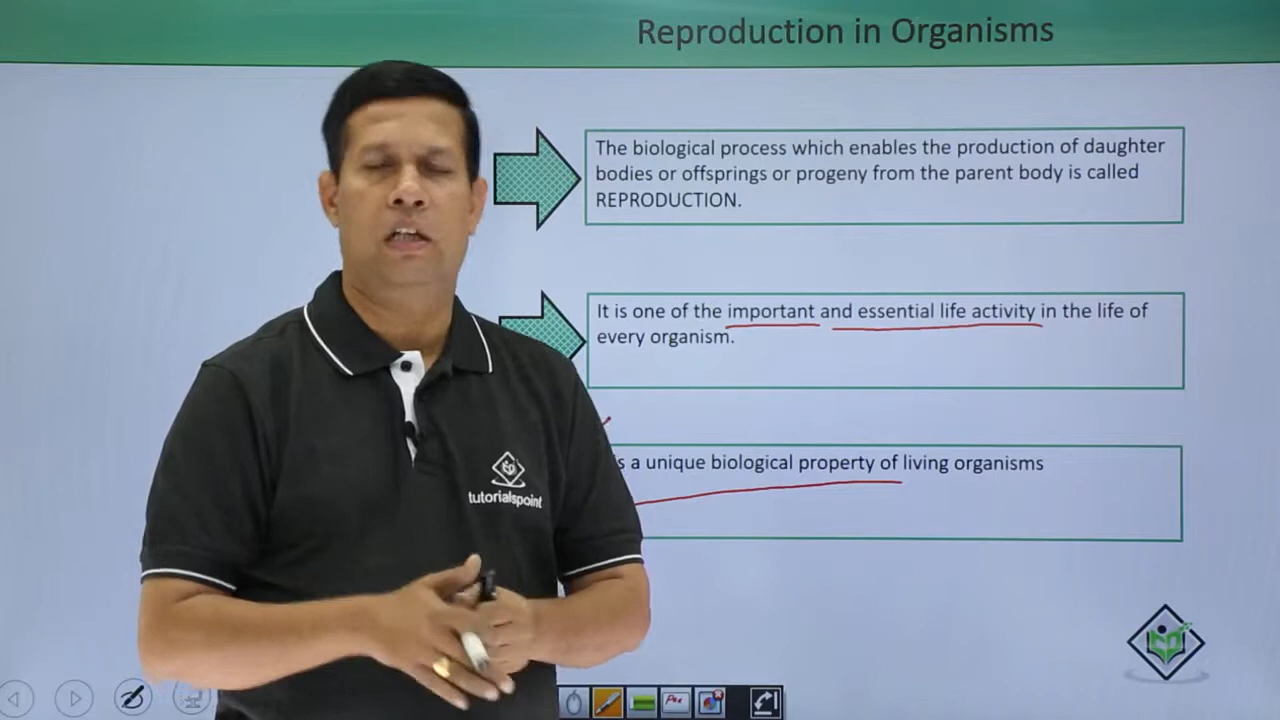 Reproduction in Organisms
The biological process which enables the production of daughter
bodies or offsprings or progeny from the parent body is called
REPRODUCTION.
It is one of the important and essential life activity in the life of
every organism.
a unique biological property of living organisms
tutorialspoint